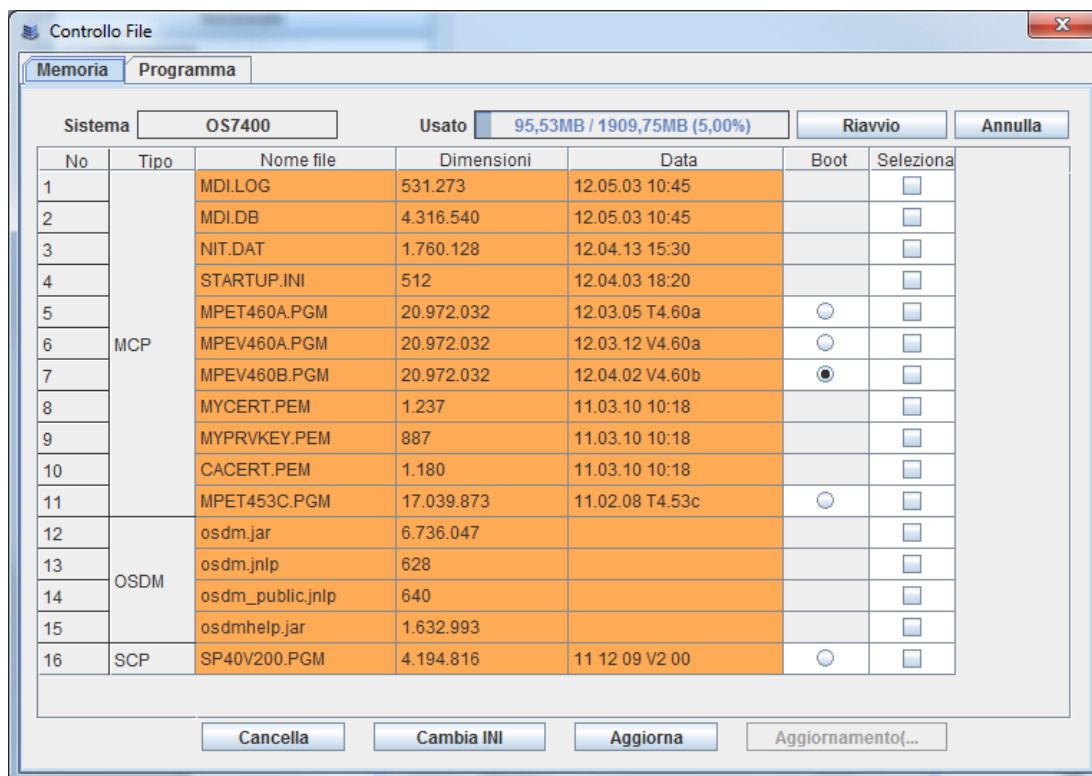 Controllo File
Memoria Programma
Sistema OS7400 Usato 95,53MB / 1909,75MB (5,00%) Riavvio Annulla
No Tipo Nome file Dimensioni Data Boot Seleziona
1 MDI.LOG 531.273 12.05.03 10:45
2 MDI.DB 4.316.540 12.05.03 10:45
3 NIT.DAT 1.760.128 12.04.13 15:30
4 STARTUP.INI 512 12.04.03 18:20
5 MPET460A.PGM 20.972.032 12.03.05 T4.60a
6 MCP MPEV460A.PGM 20.972.032 12.03.12 V4.60a
7 MPEV460B.PGM 20.972.032 12.04.02 V4.60b
8 MYCERT.PEM 1.237 11.03.10 10:18
9 MYPRVKEY.PEM 887 11.03.10 10:18
10 CACERT.PEM 1.180 11.03.10 10:18
11 MPET453C.PGM 17.039.873 11.02.08 T4.53c
12 osdm.jar 6.736.047
13 osdm.jnlp 628
OSDM
14 osdm_public.jnlp 640
15 osdmhelp.jar 1.632.993
16 SCP SP40V200.PGM 4.194.816 11 12 09 V2 00
Cancella Cambia INI Aggiorna Aggiornamento(...